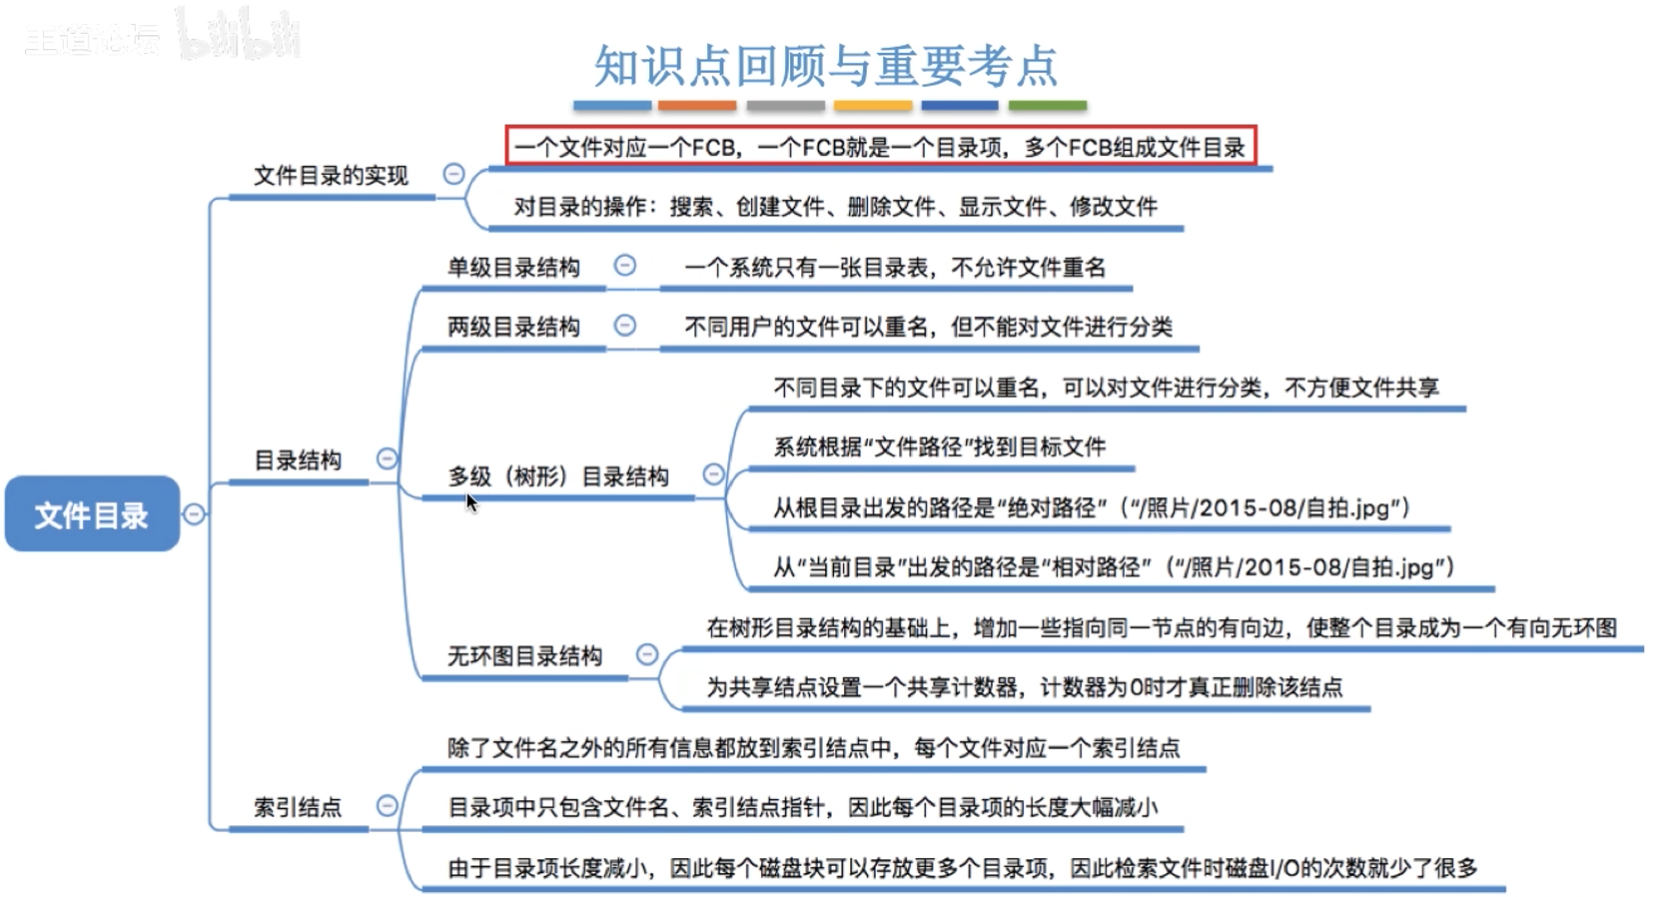 王道论坛 bilibili
知识点回顾与重要考点
一个文件对应一个FCB，一个FCB就是一个目录项，多个FCB组成文件目录
文件目录的实现
对目录的操作：搜索、创建文件、删除文件、显示文件、修改文件
单级目录结构
一个系统只有一张目录表，不允许文件重名
两级目录结构
不同用户的文件可以重名，但不能对文件进行分类
不同目录下的文件可以重名，可以对文件进行分类，不方便文件共享
系统根据“文件路径”找到目标文件
目录结构
多级（树形）目录结构
从根目录出发的路径是“绝对路径”（“/照片/2015-08/自拍.jpg”）
文件目录
从“当前目录”出发的路径是“相对路径”（“/照片/2015-08/自拍.jpg”）
在树形目录结构的基础上，增加一些指向同一节点的有向边，使整个目录成为一个有向无环图
无环图目录结构
为共享结点设置一个共享计数器，计数器为0时才真正删除该结点
除了文件名之外的所有信息都放到索引结点中，每个文件对应一个索引结点
索引结点
目录项中只包含文件名、索引结点指针，因此每个目录项的长度大幅减小
由于目录项长度减小，因此每个磁盘块可以存放更多个目录项，因此检索文件时磁盘I/O的次数就少了很多